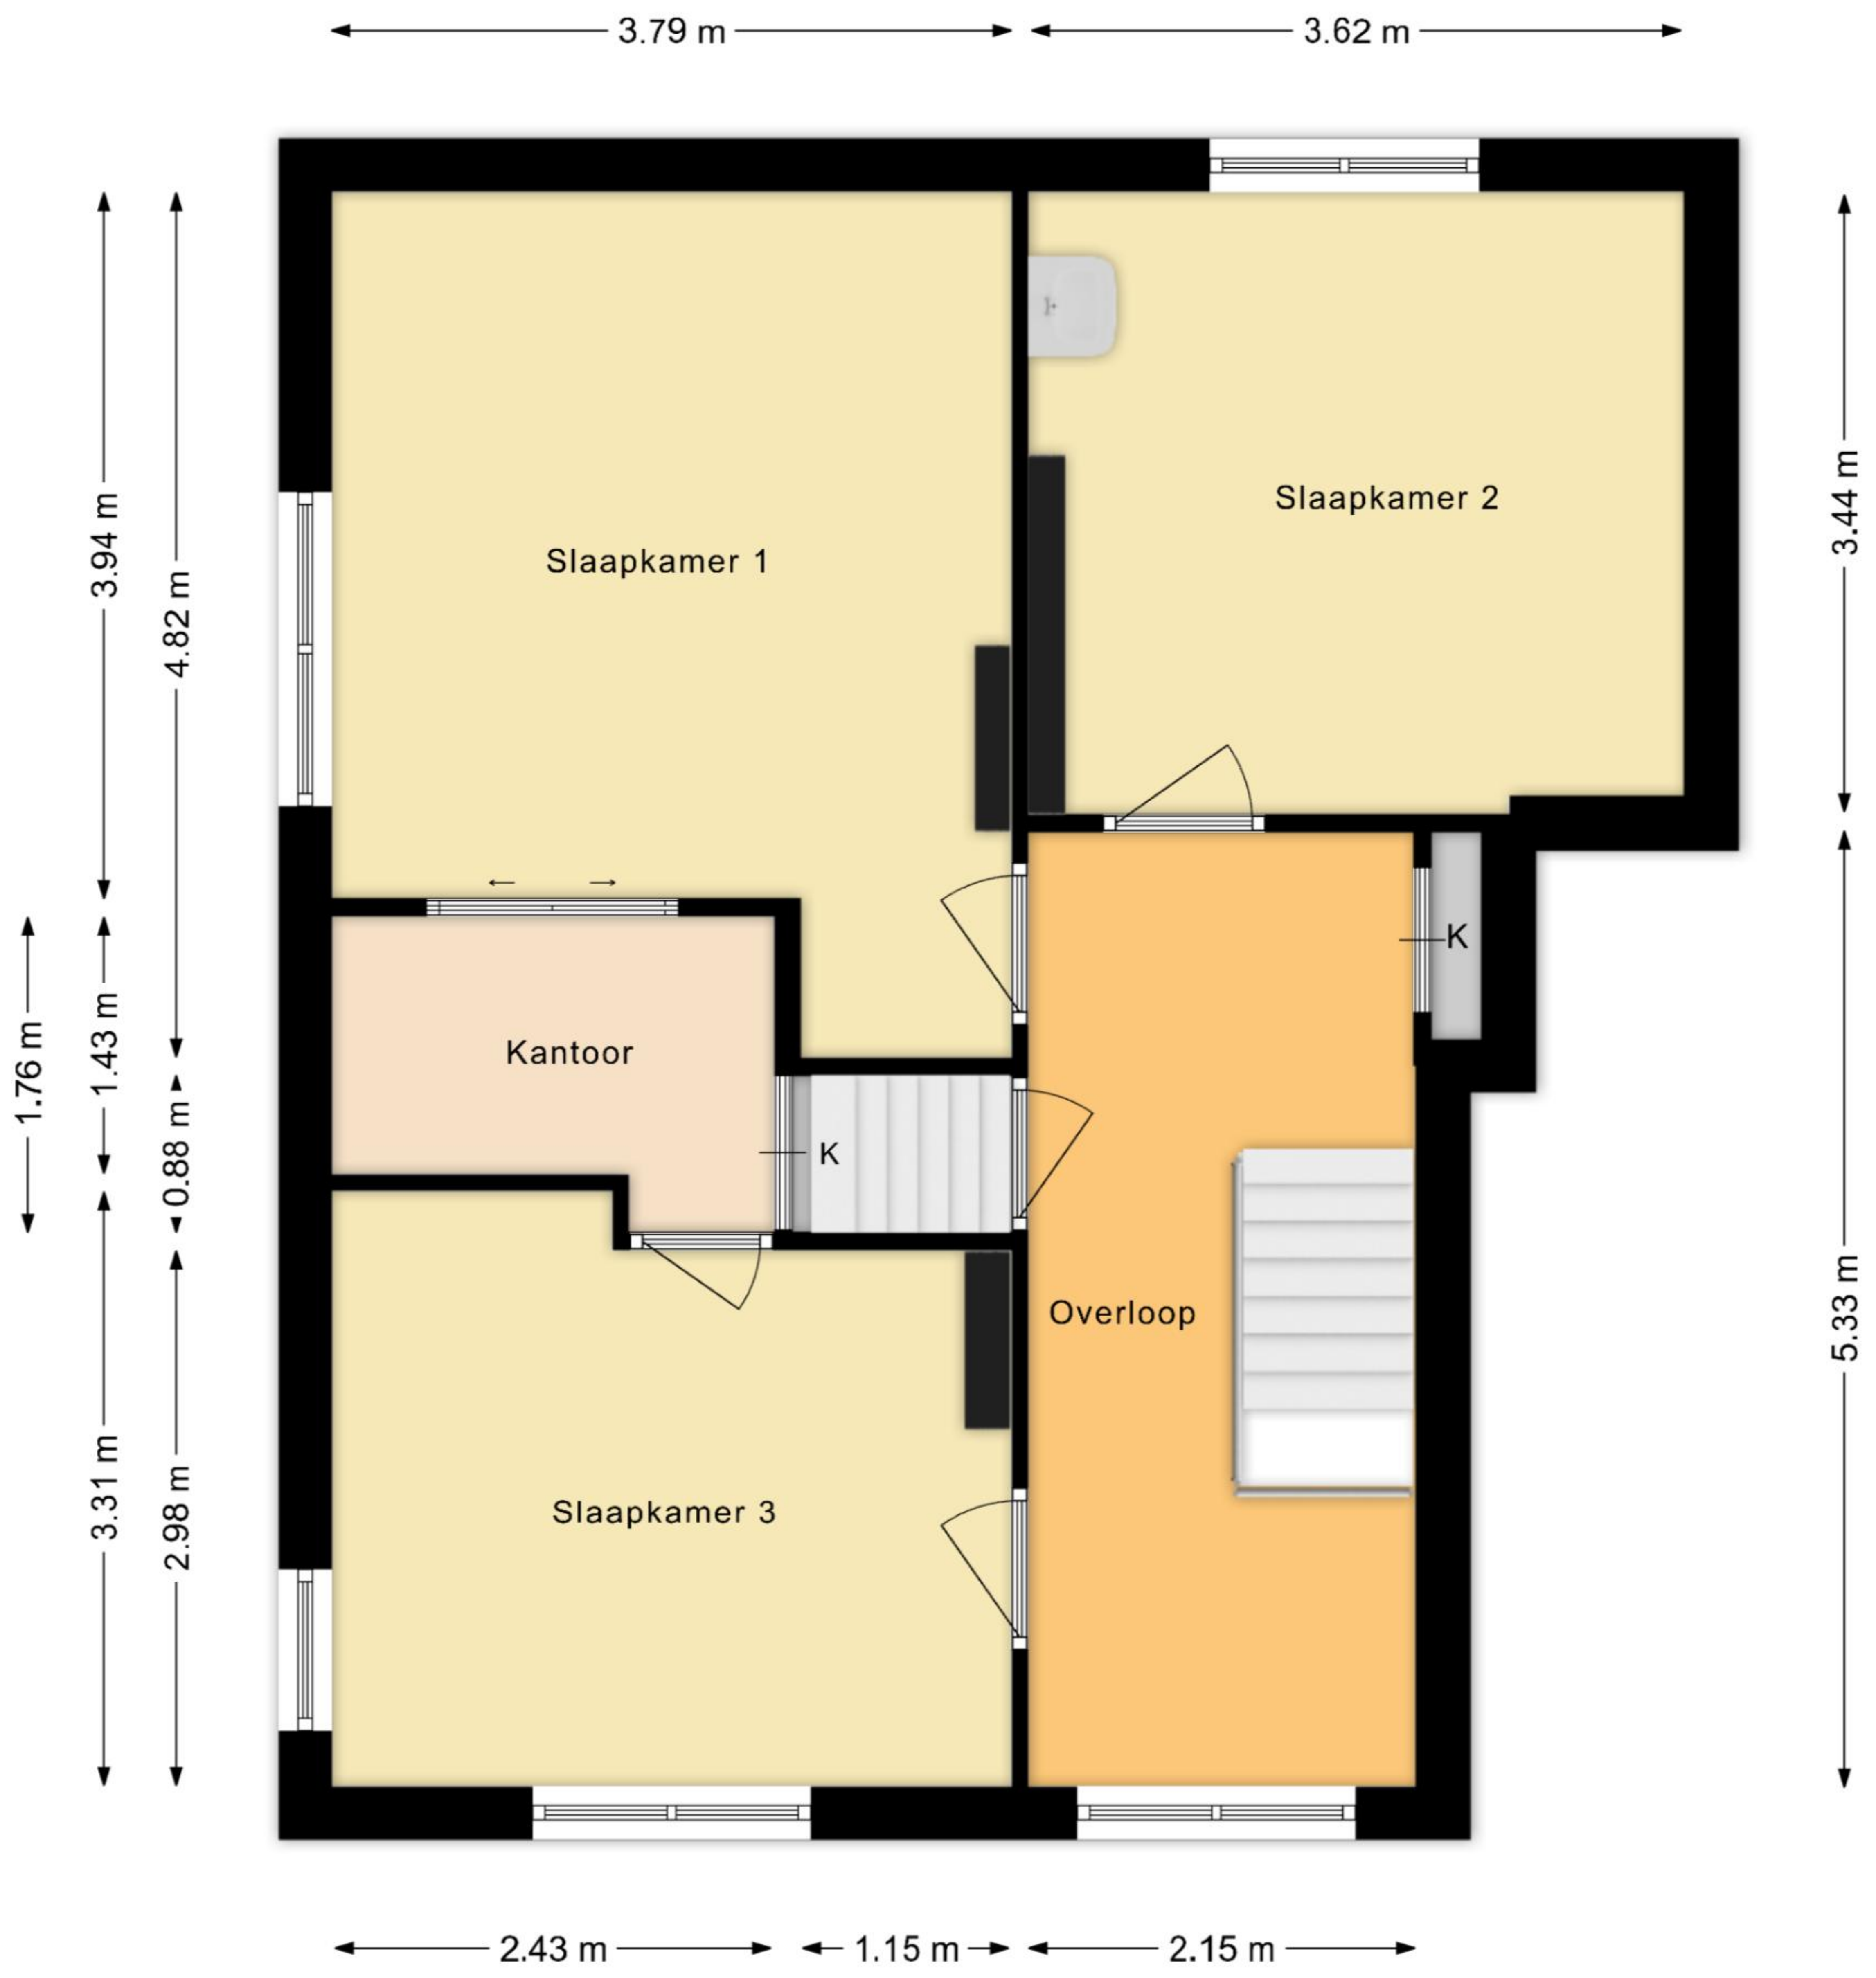 3.79 m
3.62 m
Slaapkamer 1
Slaapkamer 2
3.94 m
4.82 m
3.44 m
K
Kantoor
K
1.76 m
1.43 m
0.88 m
Overloop
Slaapkamer 3
3.31 m
2.98 m
5.33 m
2.43 m
1.15 m
2.15 m